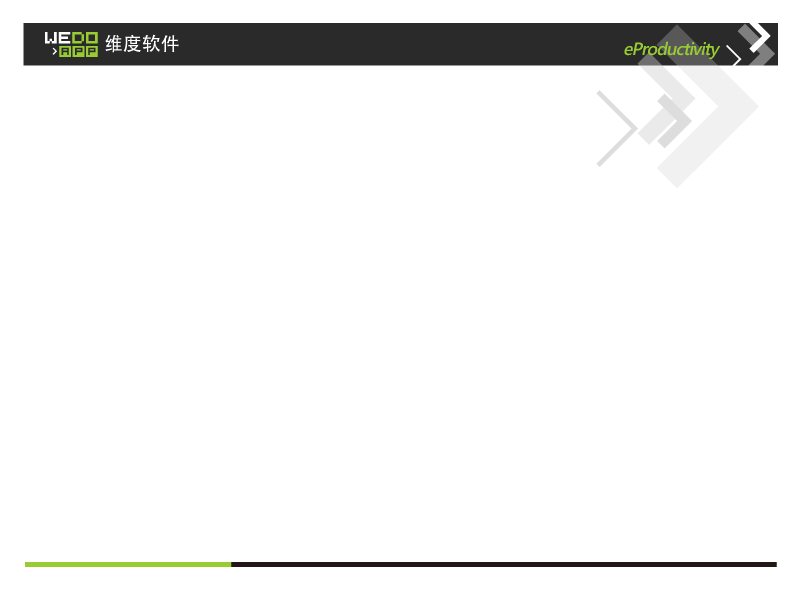 WEDO
APP
维度软件
eProductivity